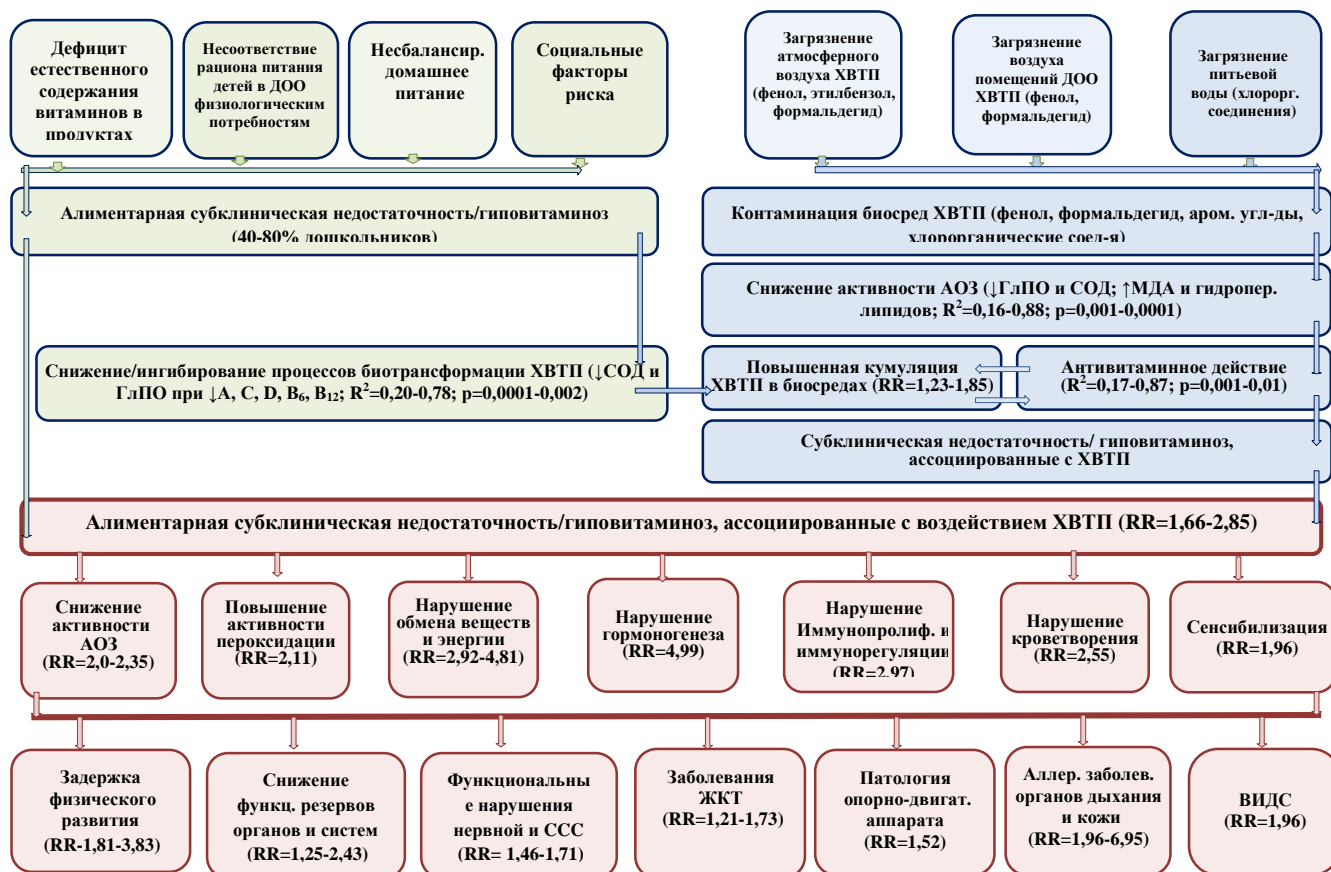 Дефицит
естественного
содержания
витаминов в
продуктах
Несоответствие
рациона питания
детей в ДОО
физиологическим
потребностям
Несбалансир.
домашнее
питание
Социальные
факторы
риска
Загрязнение
атмосферного
воздуха ХВТП
(фенол, этилбензол,
формальдегид)
Загрязнение
воздуха
помещений ДОО
ХВТП (фенол,
формальдегид)
Загрязнение
питьевой
воды (хлорорг.
соединения)
Алиментарная субклиническая недостаточность/гиповитаминоз
(40-80% дошкольников)
Контаминация биосред ХВТП (фенол, формальдегид, аром. угл-ды,
хлорорганические соед-я)
Снижение активности АОЗ (↓ГлПО и СОД; ↑МДА и гидропер.
липидов; R²=0,16-0,88; p=0,001-0,0001)
Снижение/ингибирование процессов биотрансформации ХВТП (↓СОД и
ГлПО при ↓А, С, D, В₆, В₁₂; R²=0,20-0,78; p=0,0001-0,002)
Повышенная кумуляция
ХВТП в биосредах (RR=1,23-1,85)
Антивитаминное действие
(R²=0,17-0,87; p=0,001-0,01)
Субклиническая недостаточность/ гиповитаминоз,
ассоциированные с ХВТП
Алиментарная субклиническая недостаточность/гиповитаминоз, ассоциированные с воздействием ХВТП (RR=1,66-2,85)
Снижение
активности
АОЗ
(RR=2,0-2,35)
Повышение
активности
пероксидации
(RR=2,11)
Нарушение
обмена веществ
и энергии
(RR=2,92-4,81)
Нарушение
гормоногенеза
(RR=4,99)
Нарушение
Иммунопролиф. и
иммунорегуляции
(RR=2,97)
Нарушение
кроветворения
(RR=2,55)
Сенсибилизация
(RR=1,96)
Задержка
физического
развития
(RR-1,81-3,83)
Снижение
функц. резервов
органов и систем
(RR=1,25-2,43)
Функциональны
е нарушения
нервной и ССС
(RR= 1,46-1,71)
Заболевания
ЖКТ
(RR=1,21-1,73)
Патология
опорно-двигат.
аппарата
(RR=1,52)
Аллер. заболев.
органов дыхания
и кожи
(RR=1,96-6,95)
ВИДС
(RR=1,96)